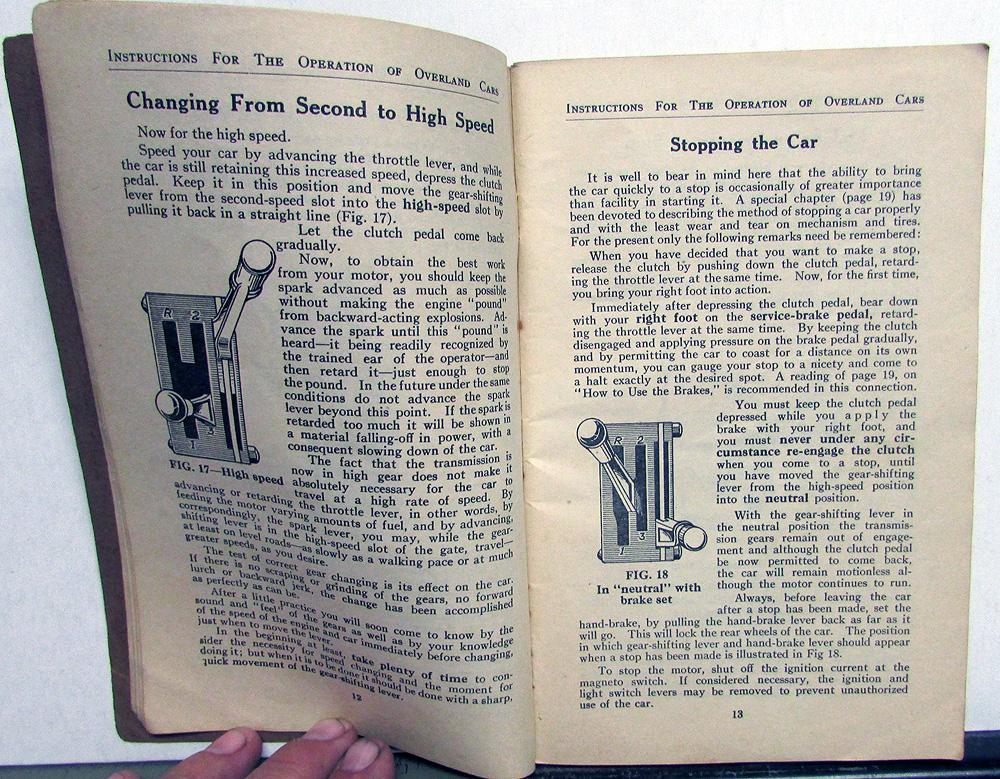 Instructions For The Operation of Overland Cars
Changing From Second to High Speed
Now for the high speed.
Speed your car by advancing the throttle lever, and while
the car is still retaining this increased speed, depress the clutch
pedal. Keep it in this position and move the gear-shifting
lever from the second-speed slot into the high-speed slot by
pulling it back in a straight line (Fig. 17).
Let the clutch pedal come back
gradually.
Now, to obtain the best work
from your motor, you should keep the
spark advanced as much as possible
without making the engine "pound"
from backward-acting explosions. Ad-
vance the spark until this "pound" is
heard—it being readily recognized by
the trained ear of the operator—and
then retard it—just enough to stop
the pound. In the future under the same
conditions do not advance the spark
lever beyond this point. If the spark is
retarded too much it will be shown in
a material falling-off in power, with a
consequent slowing down of the car.
The fact that the transmission is
now in high gear does not make it
absolutely necessary for the car to
travel at a high rate of speed. By
R 2
1
FIG. 17—High speed
advancing or retarding the throttle lever, in other words, by
feeding the motor varying amounts of fuel, and by advancing,
correspondingly, the spark lever, you may, while the gear-
shifting lever is in the high-speed slot of the gate, travel—
at least on level roads—as slowly as a walking pace or at much
greater speeds, as you desire.
The test of correct gear changing is its effect on the car.
If there is no scraping or grinding of the gears, no forward
lurch or backward jerk, the change has been accomplished
as perfectly as can be.
After a little practice you will soon come to know by the
sound and "feel" of the gears as well as by your knowledge
of the speed of the engine and car immediately before changing,
just when to move the lever.
In the beginning at least, take plenty of time to con-
sider the necessity for speed changing and the moment for
doing it; but when it is to be done it should be done with a sharp,
quick movement of the gear-shifting lever.
12
Instructions For The Operation of Overland Cars
Stopping the Car
It is well to bear in mind here that the ability to bring
the car quickly to a stop is occasionally of greater importance
than facility in starting it. A special chapter (page 19) has
been devoted to describing the method of stopping a car properly
and with the least wear and tear on mechanism and tires.
For the present only the following remarks need be remembered:
When you have decided that you want to make a stop,
release the clutch by pushing down the clutch pedal, retard-
ing the throttle lever at the same time. Now, for the first time,
you bring your right foot into action.
Immediately after depressing the clutch pedal, bear down
with your right foot on the service-brake pedal, retard-
ing the throttle lever at the same time. By keeping the clutch
disengaged and applying pressure on the brake pedal gradually,
and by permitting the car to coast for a distance on its own
momentum, you can gauge your stop to a nicety and come to
a halt exactly at the desired spot. A reading of page 19, on
"How to Use the Brakes," is recommended in this connection.
You must keep the clutch pedal
depressed while you apply the
brake with your right foot, and
you must never under any cir-
cumstance re-engage the clutch
when you come to a stop, until
you have moved the gear-shifting
lever from the high-speed position
into the neutral position.
With the gear-shifting lever in
the neutral position the transmis-
sion gears remain out of engage-
ment and although the clutch pedal
be now permitted to come back,
the car will remain motionless al-
though the motor continues to run.
Always, before leaving the car
after a stop has been made, set the
R 2
1 3
FIG. 18
In "neutral" with
brake set
hand-brake, by pulling the hand-brake lever back as far as it
will go. This will lock the rear wheels of the car. The position
in which gear-shifting lever and hand-brake lever should appear
when a stop has been made is illustrated in Fig 18.
To stop the motor, shut off the ignition current at the
magneto switch. If considered necessary, the ignition and
light switch levers may be removed to prevent unauthorized
use of the car.
13